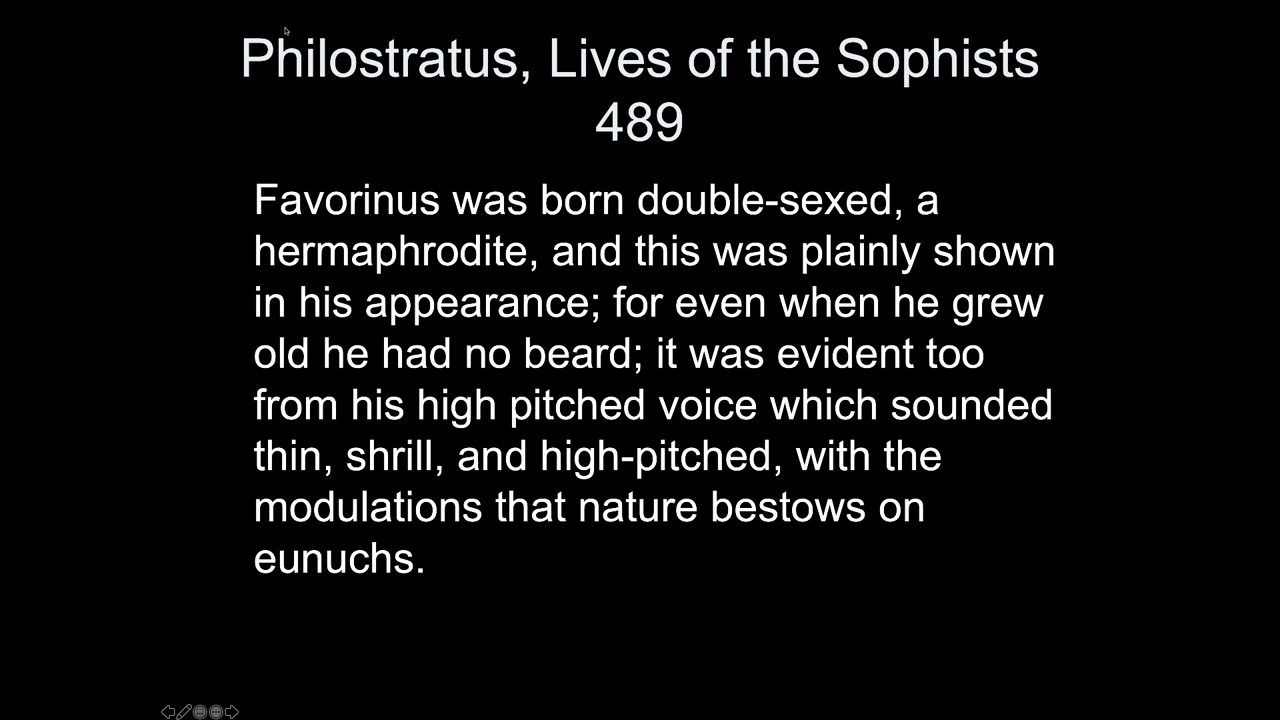 Philostratus, Lives of the Sophists
489
Favorinus was born double-sexed, a
hermaphrodite, and this was plainly shown
in his appearance; for even when he grew
old he had no beard; it was evident too
from his high pitched voice which sounded
thin, shrill, and high-pitched, with the
modulations that nature bestows on
eunuchs.